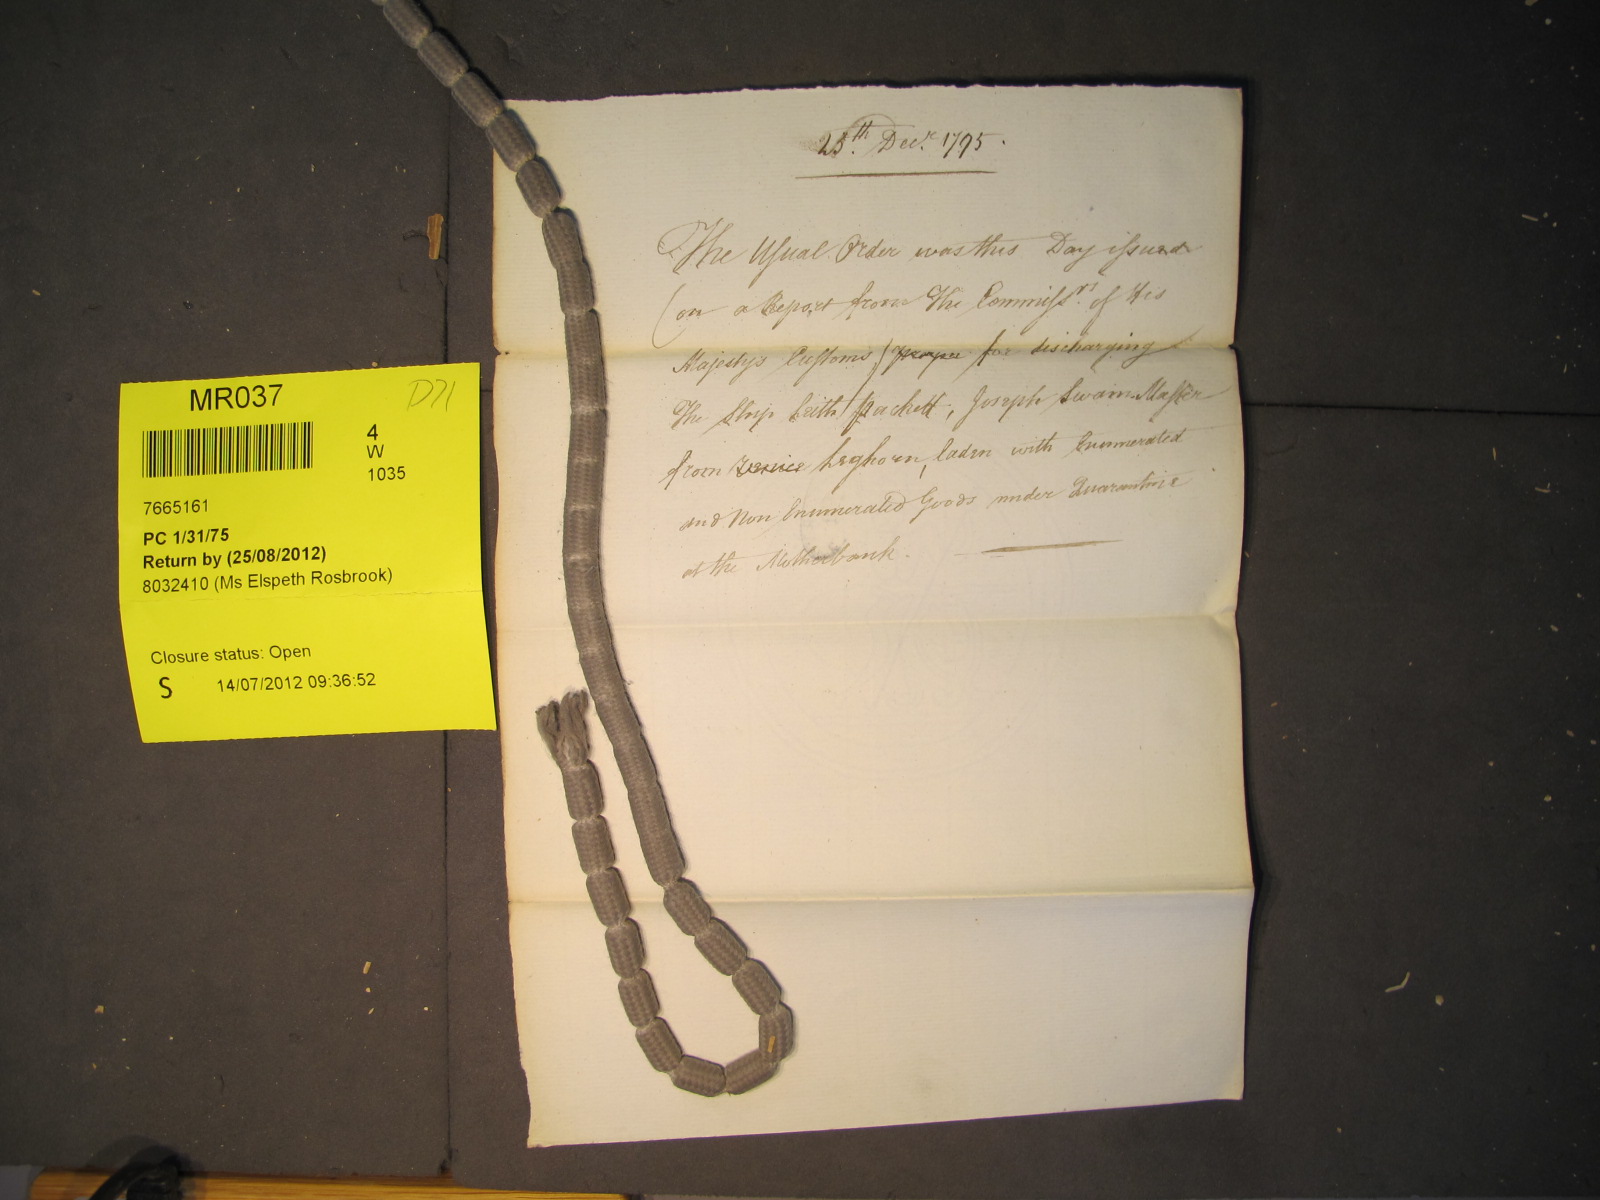 MR037
D71
4
W
1035
7665161
PC 1/31/75
Return by (25/08/2012)
8032410 (Ms Elspeth Rosbrook)
Closure status: Open
S 14/07/2012 09:36:52
th Decr. 1795.
The Usual Order was this Day issued
(on a Report from The Commissrs. of His
Majesty's Customs) for discharging
The Ship Leith Packett, Joseph Swain Master
from Venice Leghorn, laden with Enumerated
and Non Enumerated Goods under Quarantine
at the Motherbank.